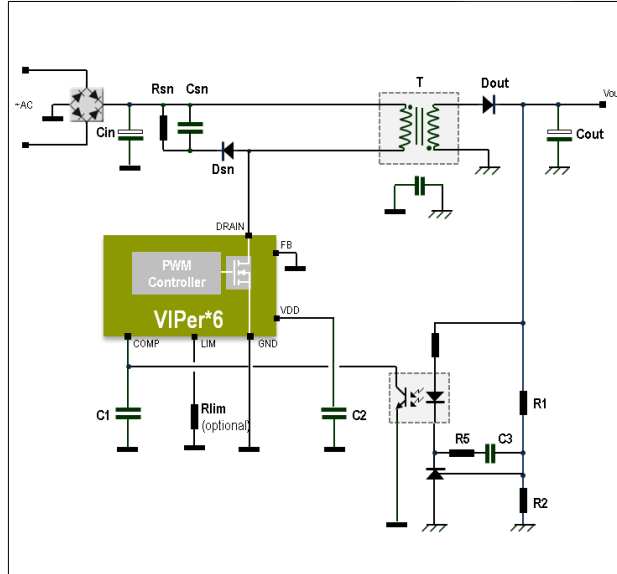 T
Dout
Rsn
Csn
~AC
Cin
Cout
Dsn
DRAIN
FB
PWM
Controller
VIPer*6
VDD
COMP
LIM
GND
C1
Rlim
(optional)
C2
R1
R5
C3
R2